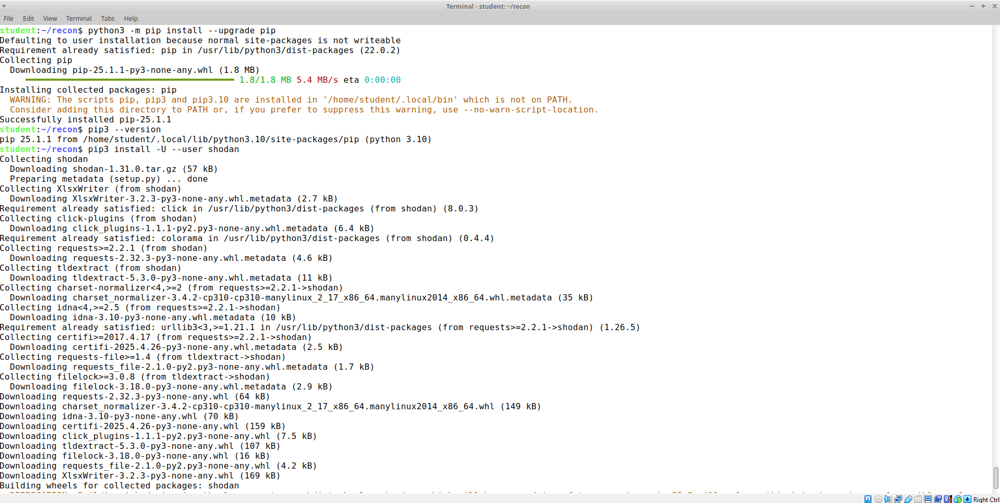 Terminal - student: ~/recon
File Edit View Terminal Tabs Help
student:~/recon$ python3 -m pip install --upgrade pip
Defaulting to user installation because normal site-packages is not writeable
Requirement already satisfied: pip in /usr/lib/python3/dist-packages (22.0.2)
Collecting pip
  Downloading pip-25.1.1-py3-none-any.whl (1.8 MB)
1.8/1.8 MB 5.4 MB/s eta 0:00:00
Installing collected packages: pip
  WARNING: The scripts pip, pip3 and pip3.10 are installed in '/home/student/.local/bin' which is not on PATH.
  Consider adding this directory to PATH or, if you prefer to suppress this warning, use --no-warn-script-location.
Successfully installed pip-25.1.1
student:~/recon$ pip3 --version
pip 25.1.1 from /home/student/.local/lib/python3.10/site-packages/pip (python 3.10)
student:~/recon$ pip3 install -U --user shodan
Collecting shodan
  Downloading shodan-1.31.0.tar.gz (57 kB)
  Preparing metadata (setup.py) ... done
Collecting XlsxWriter (from shodan)
  Downloading XlsxWriter-3.2.3-py3-none-any.whl.metadata (2.7 kB)
Requirement already satisfied: click in /usr/lib/python3/dist-packages (from shodan) (8.0.3)
Collecting click-plugins (from shodan)
  Downloading click_plugins-1.1.1-py2.py3-none-any.whl.metadata (6.4 kB)
Requirement already satisfied: colorama in /usr/lib/python3/dist-packages (from shodan) (0.4.4)
Collecting requests>=2.2.1 (from shodan)
  Downloading requests-2.32.3-py3-none-any.whl.metadata (4.6 kB)
Collecting tldextract (from shodan)
  Downloading tldextract-5.3.0-py3-none-any.whl.metadata (11 kB)
Collecting charset-normalizer<4,>=2 (from requests>=2.2.1->shodan)
  Downloading charset_normalizer-3.4.2-cp310-cp310-manylinux_2_17_x86_64.manylinux2014_x86_64.whl.metadata (35 kB)
Collecting idna<4,>=2.5 (from requests>=2.2.1->shodan)
  Downloading idna-3.10-py3-none-any.whl.metadata (10 kB)
Requirement already satisfied: urllib3<3,>=1.21.1 in /usr/lib/python3/dist-packages (from requests>=2.2.1->shodan) (1.26.5)
Collecting certifi>=2017.4.17 (from requests>=2.2.1->shodan)
  Downloading certifi-2025.4.26-py3-none-any.whl.metadata (2.5 kB)
Collecting requests-file>=1.4 (from tldextract->shodan)
  Downloading requests_file-2.1.0-py2.py3-none-any.whl.metadata (1.7 kB)
Collecting filelock>=3.0.8 (from tldextract->shodan)
  Downloading filelock-3.18.0-py3-none-any.whl.metadata (2.9 kB)
Downloading requests-2.32.3-py3-none-any.whl (64 kB)
Downloading charset_normalizer-3.4.2-cp310-cp310-manylinux_2_17_x86_64.manylinux2014_x86_64.whl (149 kB)
Downloading idna-3.10-py3-none-any.whl (70 kB)
Downloading certifi-2025.4.26-py3-none-any.whl (159 kB)
Downloading click_plugins-1.1.1-py2.py3-none-any.whl (7.5 kB)
Downloading tldextract-5.3.0-py3-none-any.whl (107 kB)
Downloading filelock-3.18.0-py3-none-any.whl (16 kB)
Downloading requests_file-2.1.0-py2.py3-none-any.whl (4.2 kB)
Downloading XlsxWriter-3.2.3-py3-none-any.whl (169 kB)
Building wheels for collected packages: shodan
Right Ctrl